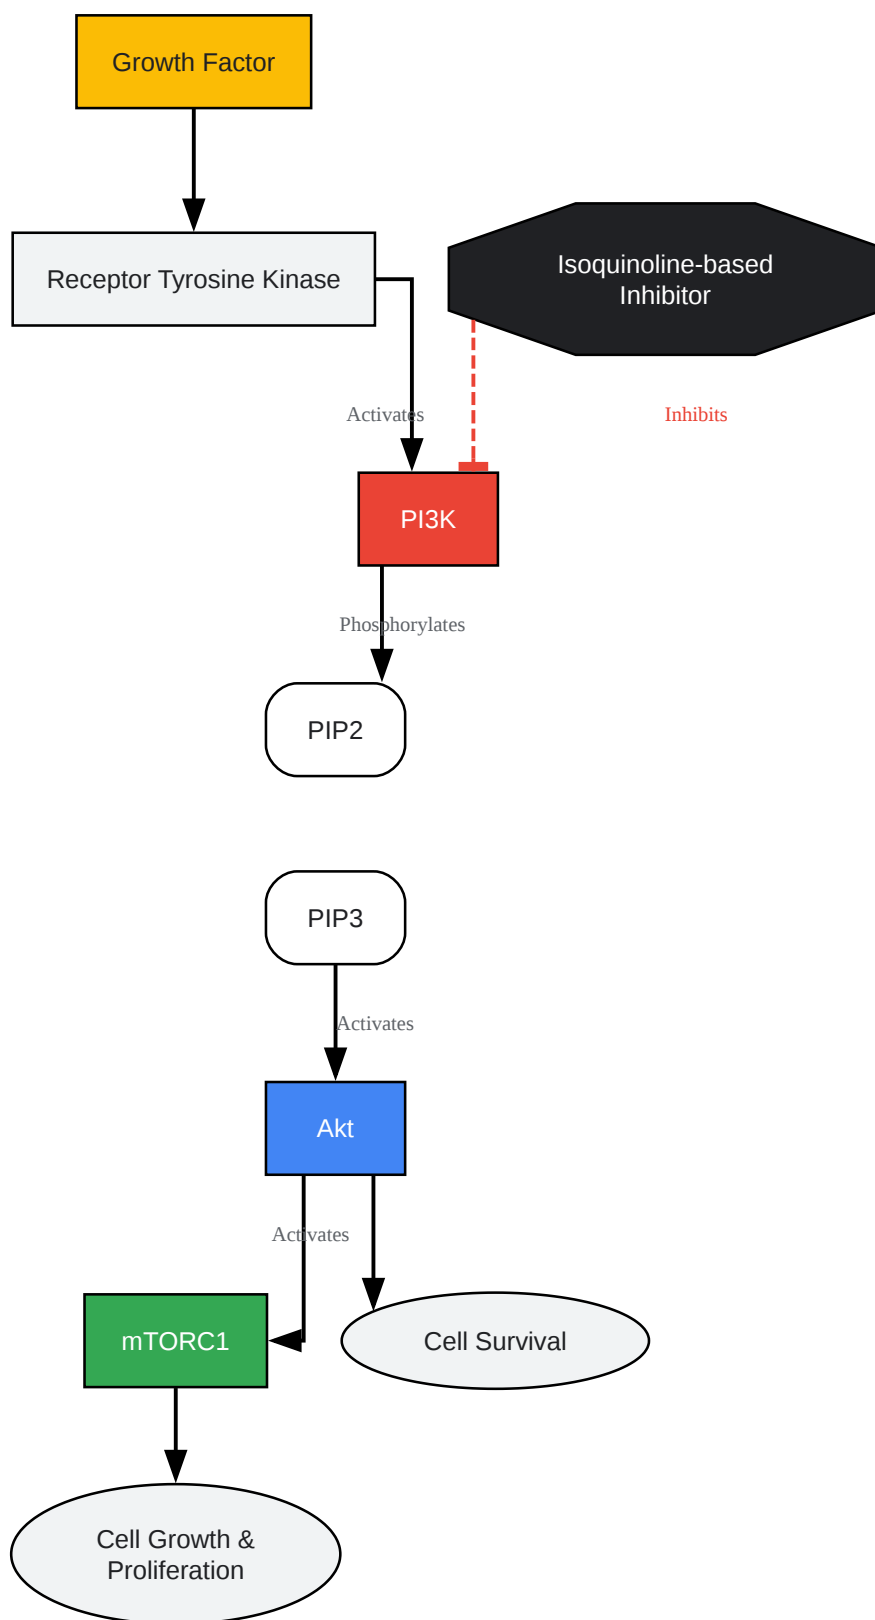 Growth Factor
Receptor Tyrosine Kinase
Isoquinoline-based
Inhibitor
Activates
Inhibits
PI3K
Phosphorylates
PIP2
PIP3
Activates
Akt
Activates
mTORC1
Cell Survival
Cell Growth &
Proliferation